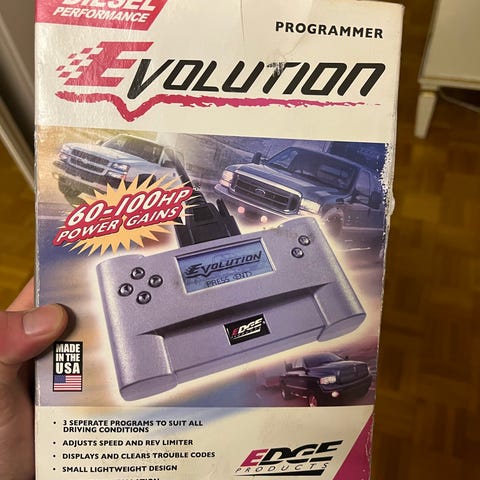 DIESEL
PERFORMANCE
PROGRAMMER
EVOLUTION
60-100HP
POWER GAINS
EVOLUTION
EDGE
MADE
IN THE
USA
• 3 SEPERATE PROGRAMS TO SUIT ALL
DRIVING CONDITIONS
• ADJUSTS SPEED AND REV LIMITER
• DISPLAYS AND CLEARS TROUBLE CODES
• SMALL LIGHTWEIGHT DESIGN
EDGE
PRODUCTS